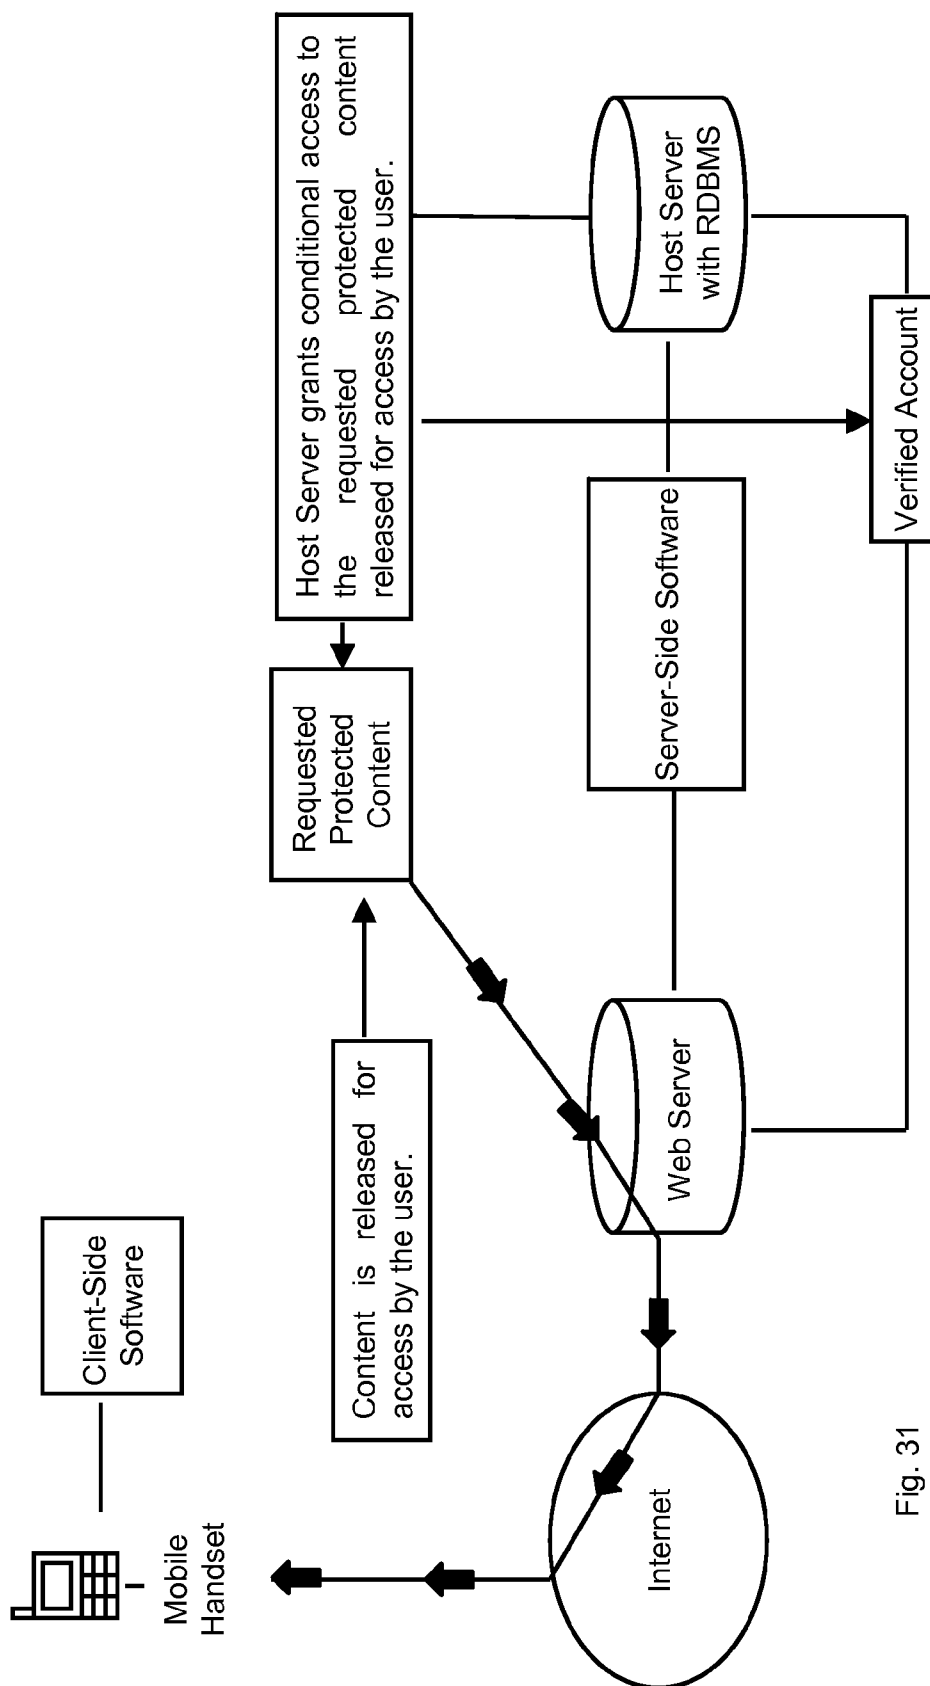 Mobile
Handset
Client-Side
Software
Content is released for
access by the user.
Requested
Protected
Content
Host Server grants conditional access to
the requested protected content
released for access by the user.
Internet
Web Server
Server-Side Software
Host Server
with RDBMS
Verified Account
Fig. 31